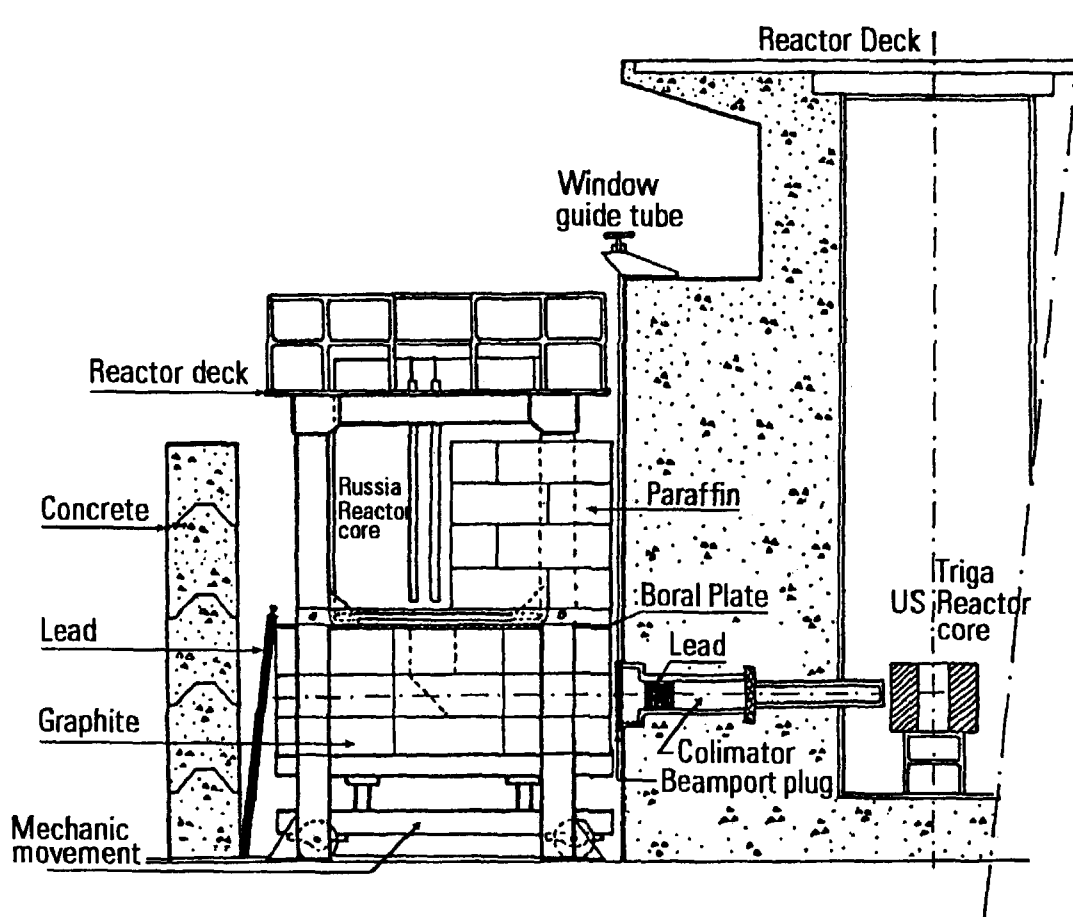 Reactor Deck
Window
guide tube
Reactor deck
Russia
Reactor
core
Paraffin
Concrete
Boral Plate
Triga
US Reactor
core
Lead
Lead
Graphite
Colimator
Beamport plug
Mechanic
movement